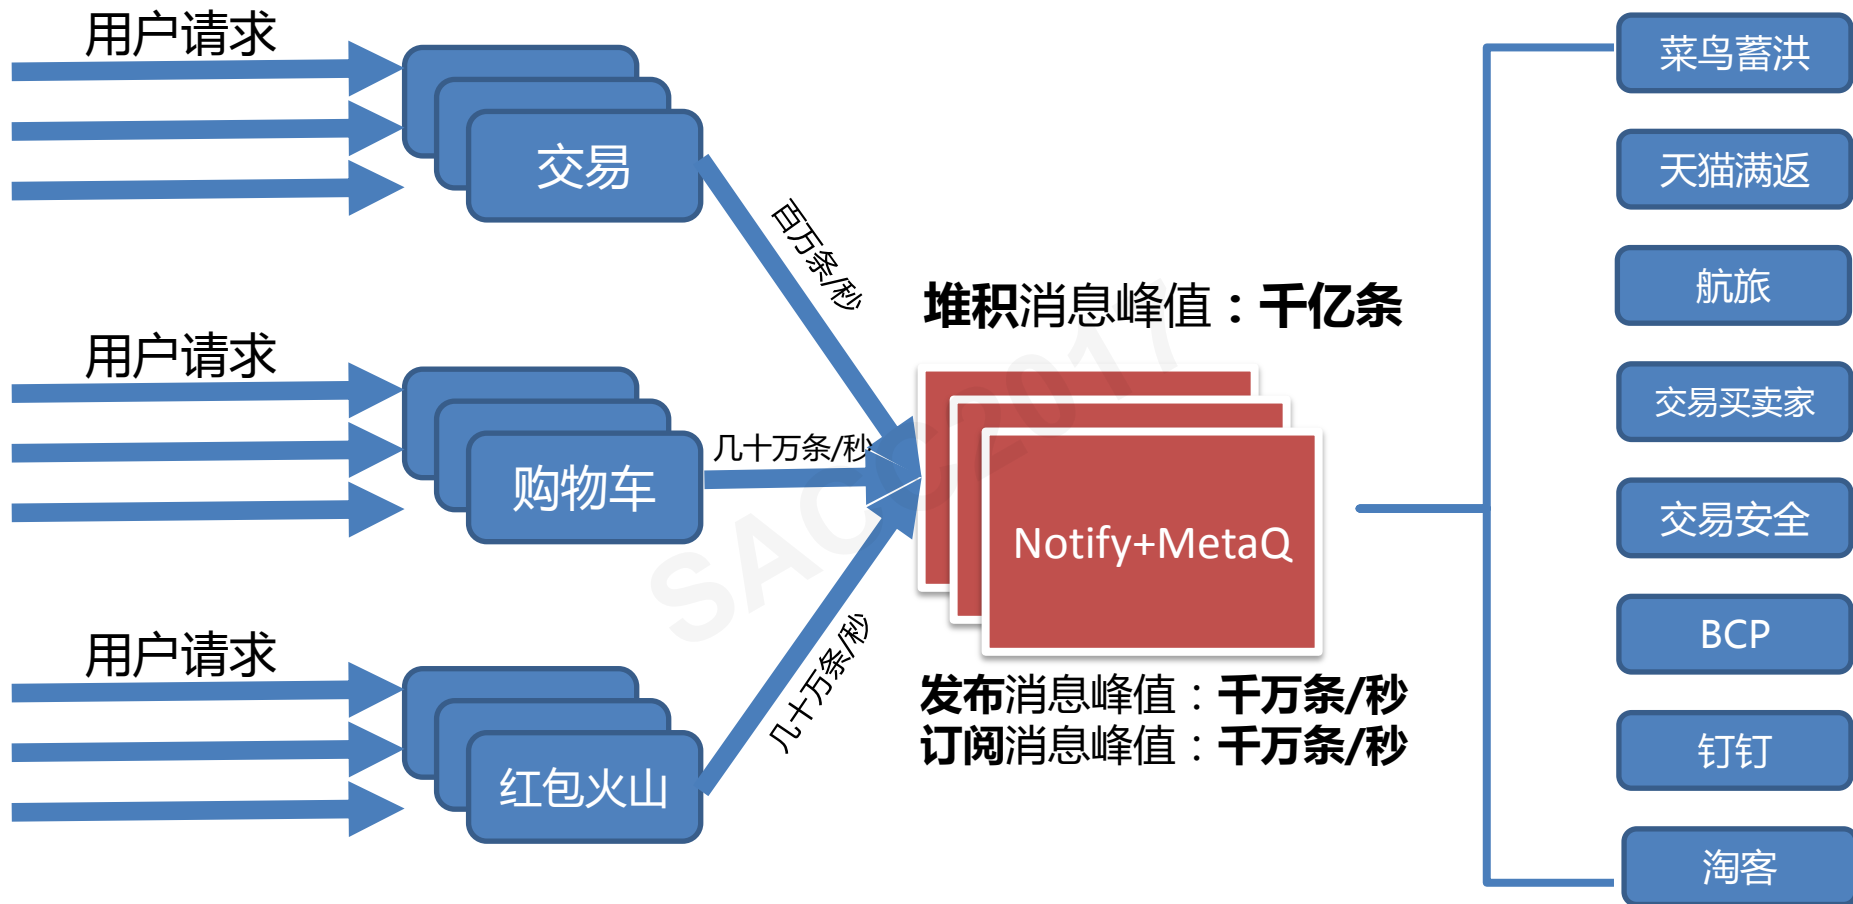 用户请求
交易
百万条/秒
用户请求
购物车
几十万条/秒
用户请求
红包火山
几十万条/秒
堆积消息峰值：千亿条
Notify+MetaQ
发布消息峰值：千万条/秒
订阅消息峰值：千万条/秒
SACC2017
菜鸟蓄洪
天猫满返
航旅
交易买卖家
交易安全
BCP
钉钉
淘客